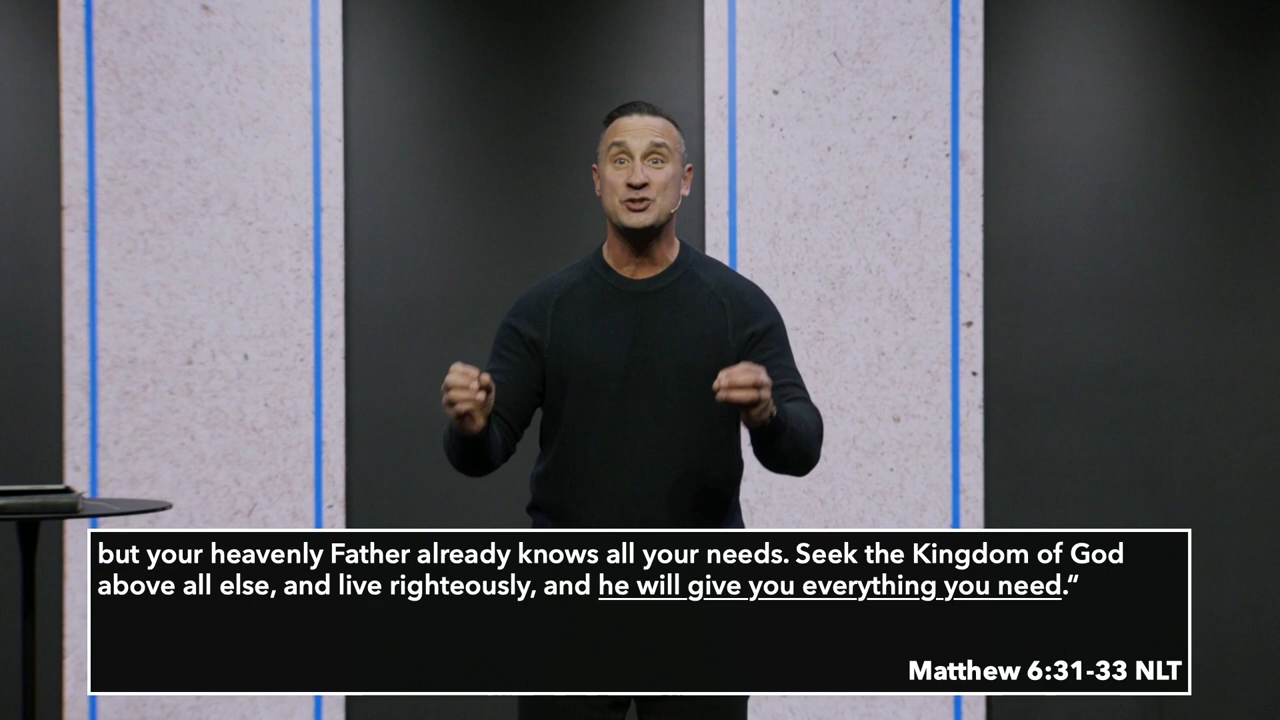 but your heavenly Father already knows all your needs. Seek the Kingdom of God
above all else, and live righteously, and he will give you everything you need.“
Matthew 6:31-33 NLT